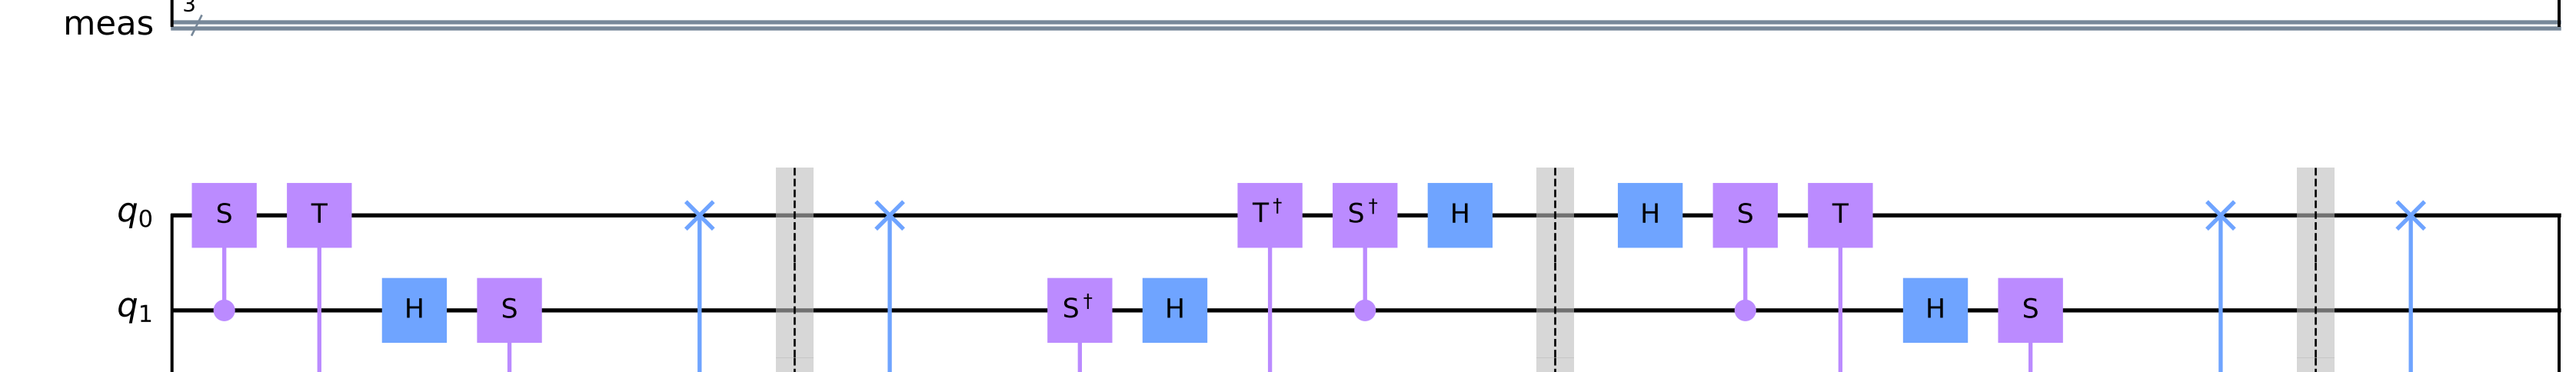 3
meas
q0 S T T† S† H H S T
q1 H S S† H H S